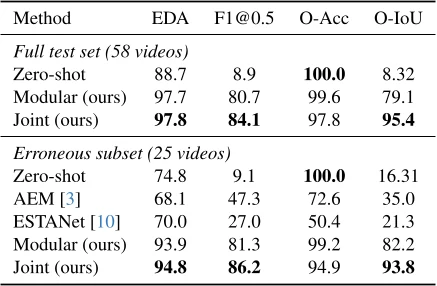 Method EDA F1@0.5 O-Acc O-IoU
Full test set (58 videos)
Zero-shot 88.7 8.9 100.0 8.32
Modular (ours) 97.7 80.7 99.6 79.1
Joint (ours) 97.8 84.1 97.8 95.4
Erroneous subset (25 videos)
Zero-shot 74.8 9.1 100.0 16.31
AEM [3] 68.1 47.3 72.6 35.0
ESTANet [10] 70.0 27.0 50.4 21.3
Modular (ours) 93.9 81.3 99.2 82.2
Joint (ours) 94.8 86.2 94.9 93.8